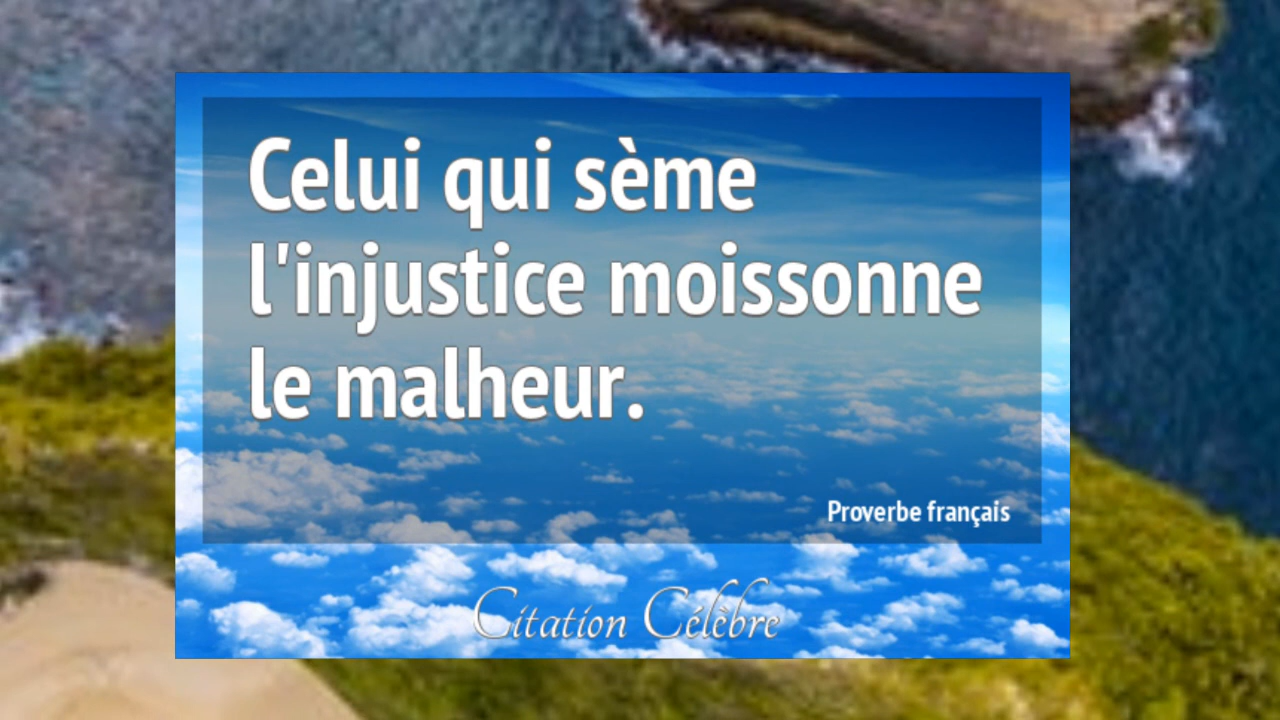 Celui qui sème
l'injustice moissonne
le malheur.
Proverbe français
Citation Célèbre